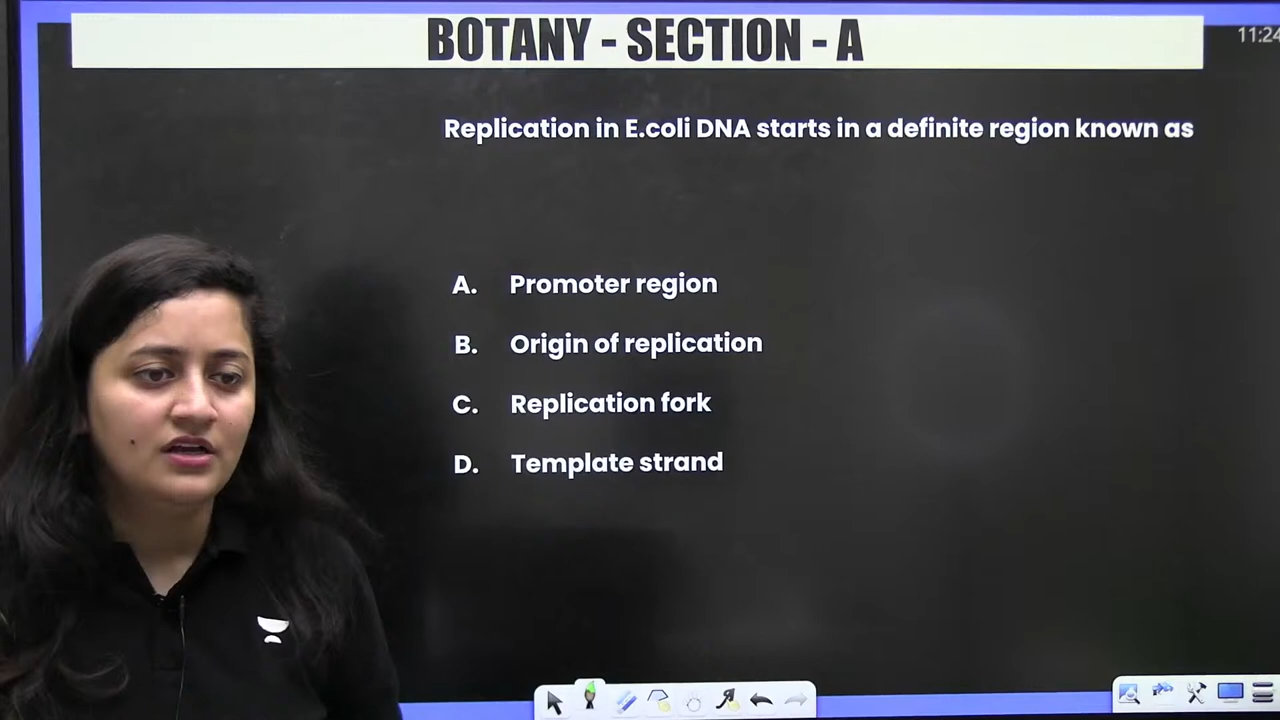 BOTANY - SECTION - A
11:24
Replication in E.coli DNA starts in a definite region known as
A. Promoter region
B. Origin of replication
C. Replication fork
D. Template strand